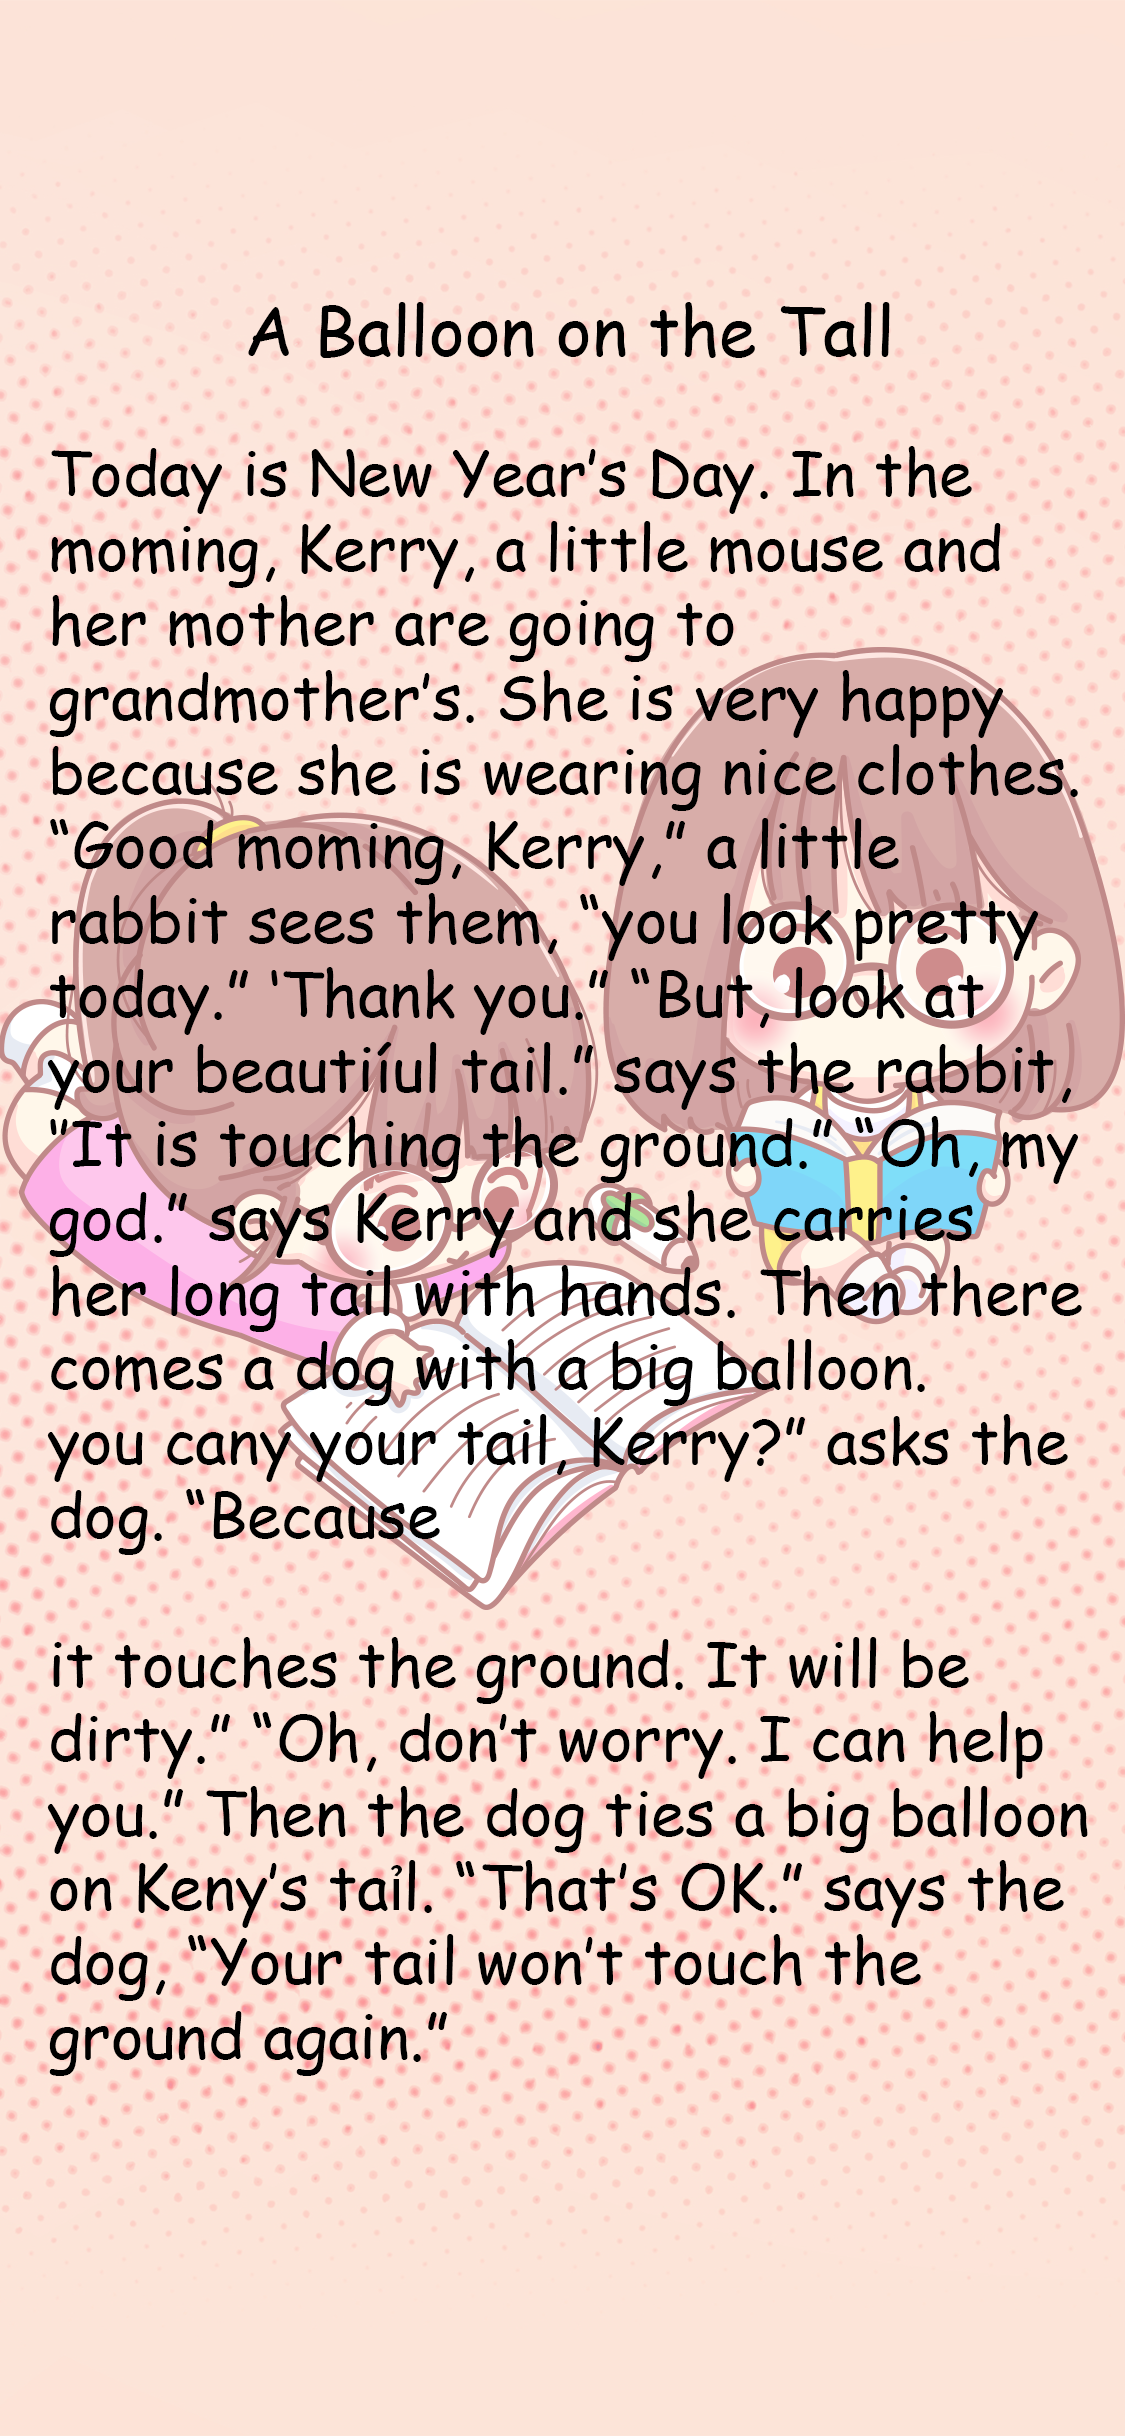 A Balloon on the Tall
Today is New Year’s Day. In the
moming, Kerry, a little mouse and
her mother are going to
grandmother’s. She is very happy
because she is wearing nice clothes.
“Good moming, Kerry,” a little
rabbit sees them, “you look pretty
today.” ‘Thank you.” “But, look at
your beautiíul tail.” says the rabbit,
“It is touching the ground.” “Oh, my
god.” says Kerry and she carries
her long tail with hands. Then there
comes a dog with a big balloon.
you cany your tail, Kerry?” asks the
dog. “Because
it touches the ground. It will be
dirty.” “Oh, don’t worry. I can help
you.” Then the dog ties a big balloon
on Keny’s taỉl. “That’s OK.” says the
dog, “Your tail won’t touch the
ground again.”